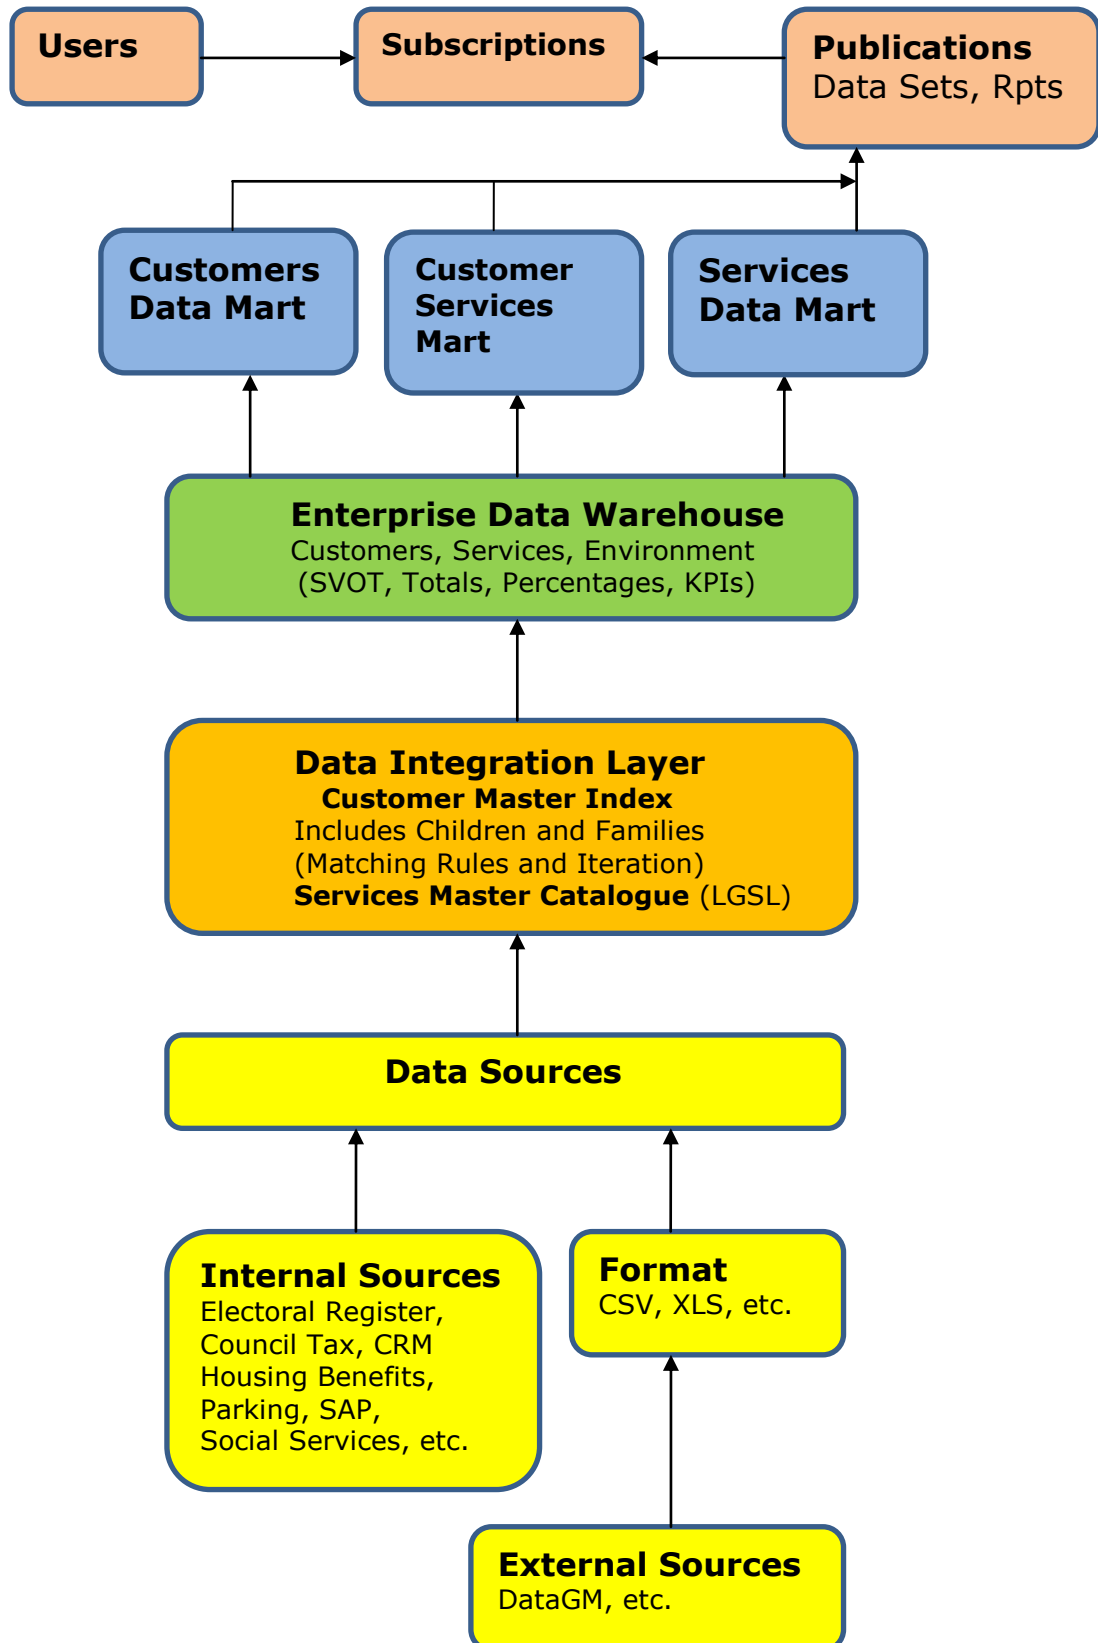 Users
Subscriptions
Publications
Data Sets, Rpts
Customers
Data Mart
Customer
Services
Mart
Services
Data Mart
Enterprise Data Warehouse
Customers, Services, Environment
(SVOT, Totals, Percentages, KPIs)
Data Integration Layer
Customer Master Index
Includes Children and Families
(Matching Rules and Iteration)
Services Master Catalogue (LGSL)
Data Sources
Internal Sources
Electoral Register,
Council Tax, CRM
Housing Benefits,
Parking, SAP,
Social Services, etc.
Format
CSV, XLS, etc.
External Sources
DataGM, etc.